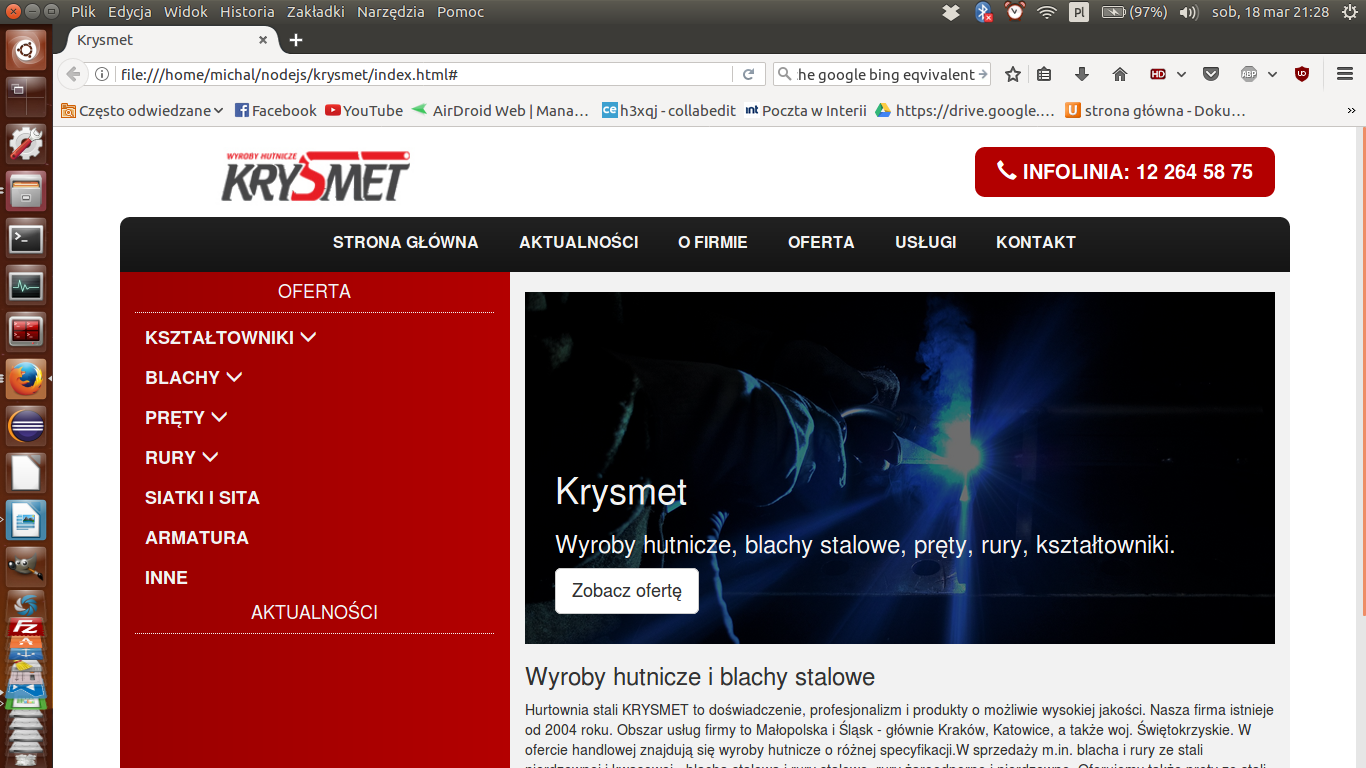 Plik Edycja Widok Historia Zakładki Narzędzia Pomoc
Pl (97%) sob, 18 mar 21:28
Krysmet
file:///home/michal/nodejs/krysmet/index.html#
he google bing eqvivalent
HD ABP
Często odwiedzane Facebook YouTube AirDroid Web | Mana… ce h3xqj - collabedit int Poczta w Interii https://drive.google.… U strona główna - Doku… »
WYROBY HUTNICZE
KRYSMET
INFOLINIA: 12 264 58 75
STRONA GŁÓWNA AKTUALNOŚCI O FIRMIE OFERTA USŁUGI KONTAKT
OFERTA
KSZTAŁTOWNIKI
BLACHY
PRĘTY
RURY
SIATKI I SITA
ARMATURA
INNE
AKTUALNOŚCI
Fz
Krysmet
Wyroby hutnicze, blachy stalowe, pręty, rury, kształtowniki.
Zobacz ofertę
Wyroby hutnicze i blachy stalowe
Hurtownia stali KRYSMET to doświadczenie, profesjonalizm i produkty o możliwie wysokiej jakości. Nasza firma istnieje
od 2004 roku. Obszar usług firmy to Małopolska i Śląsk - głównie Kraków, Katowice, a także woj. Świętokrzyskie. W
ofercie handlowej znajdują się wyroby hutnicze o różnej specyfikacji.W sprzedaży m.in. blacha i rury ze stali